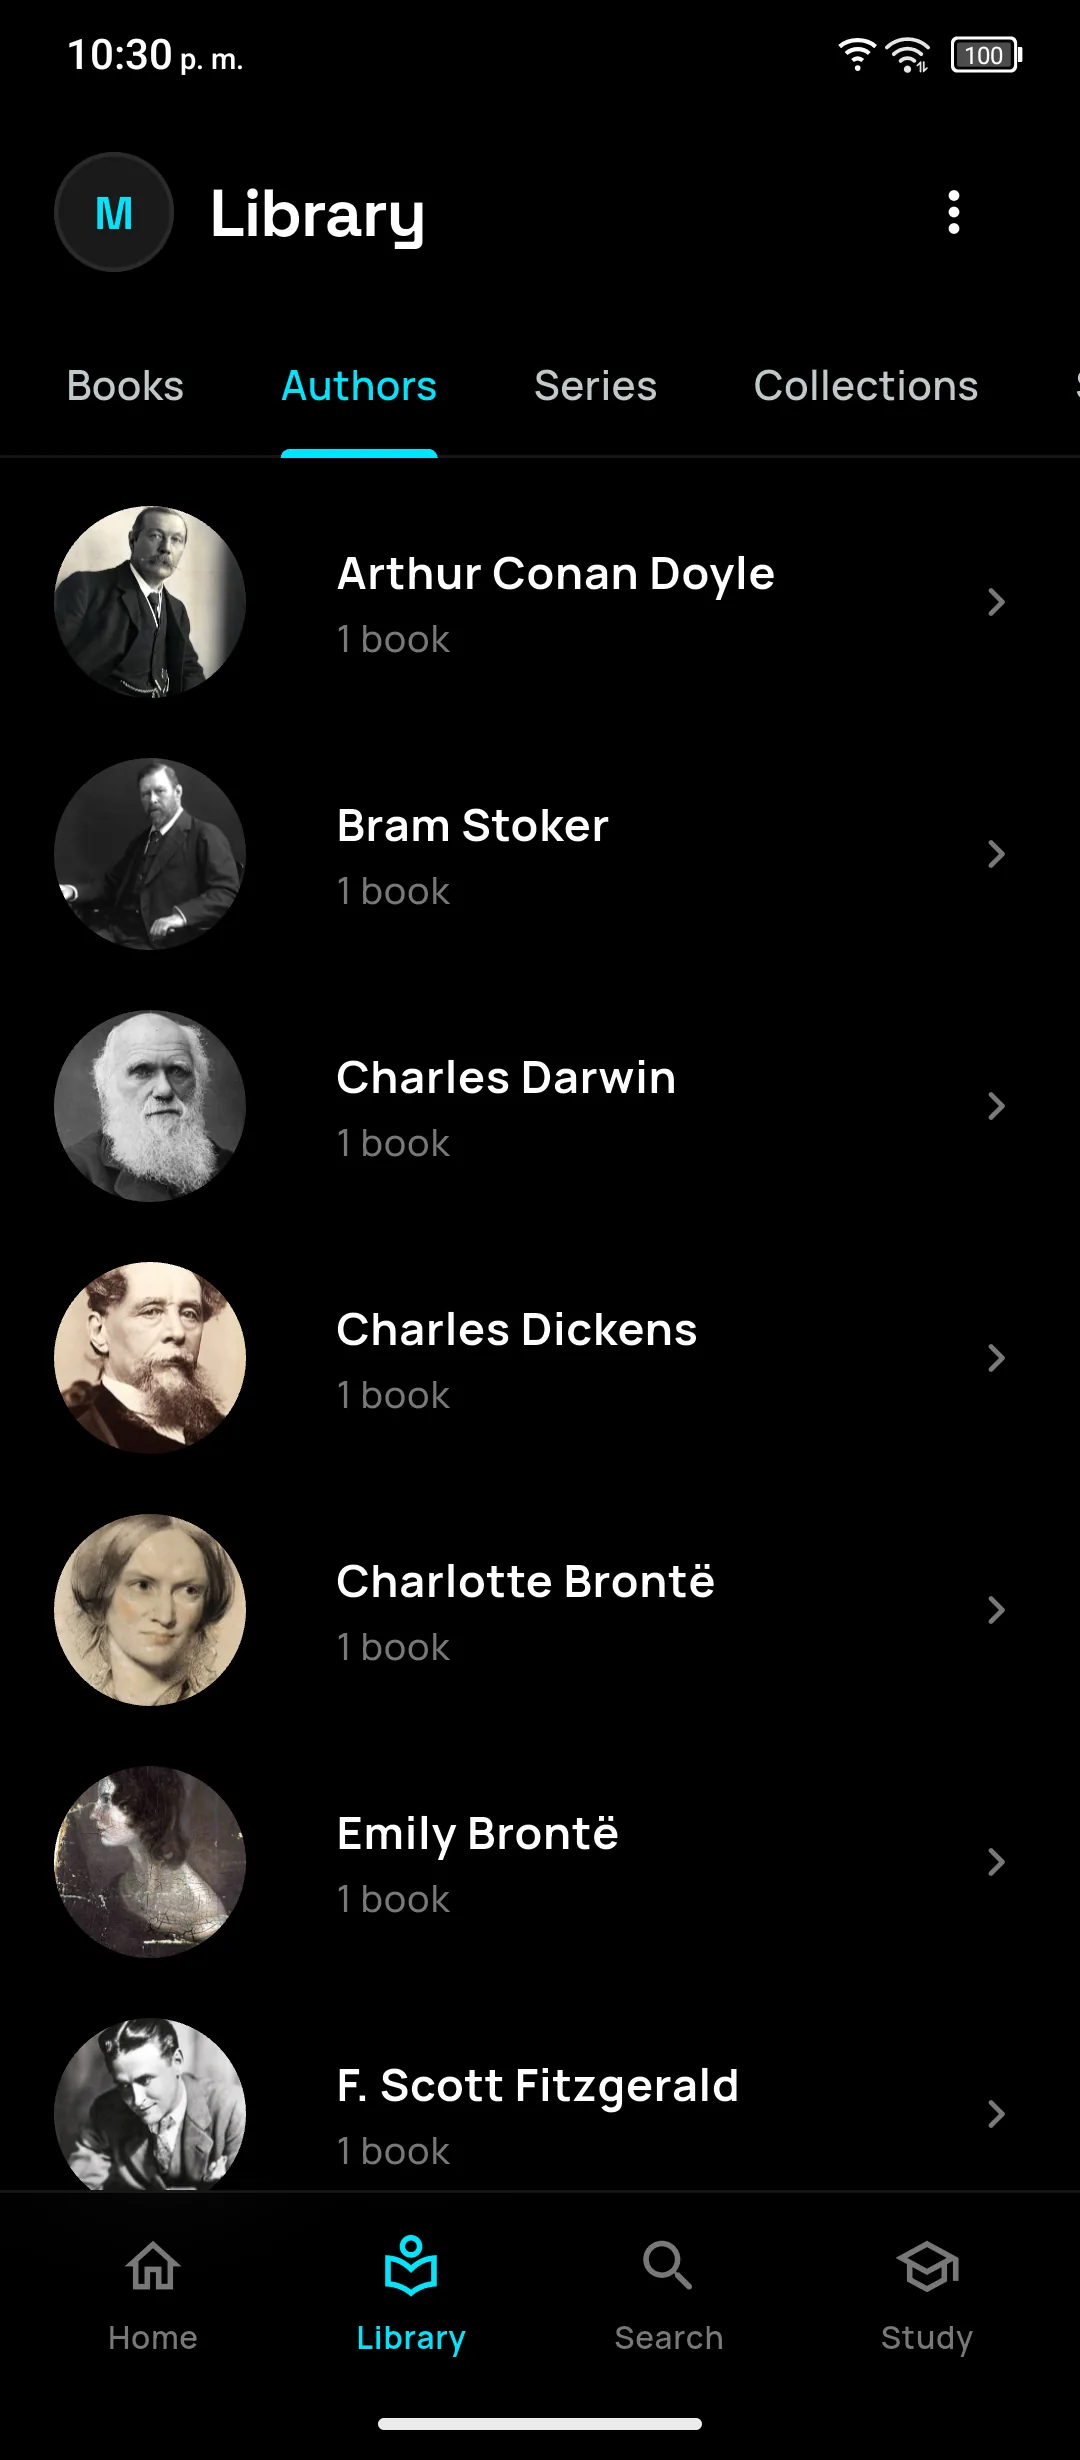 10:30 p. m.
100
M
Library
Books Authors Series Collections
Arthur Conan Doyle
1 book
Bram Stoker
1 book
Charles Darwin
1 book
Charles Dickens
1 book
Charlotte Brontë
1 book
Emily Brontë
1 book
F. Scott Fitzgerald
1 book
Home Library Search Study